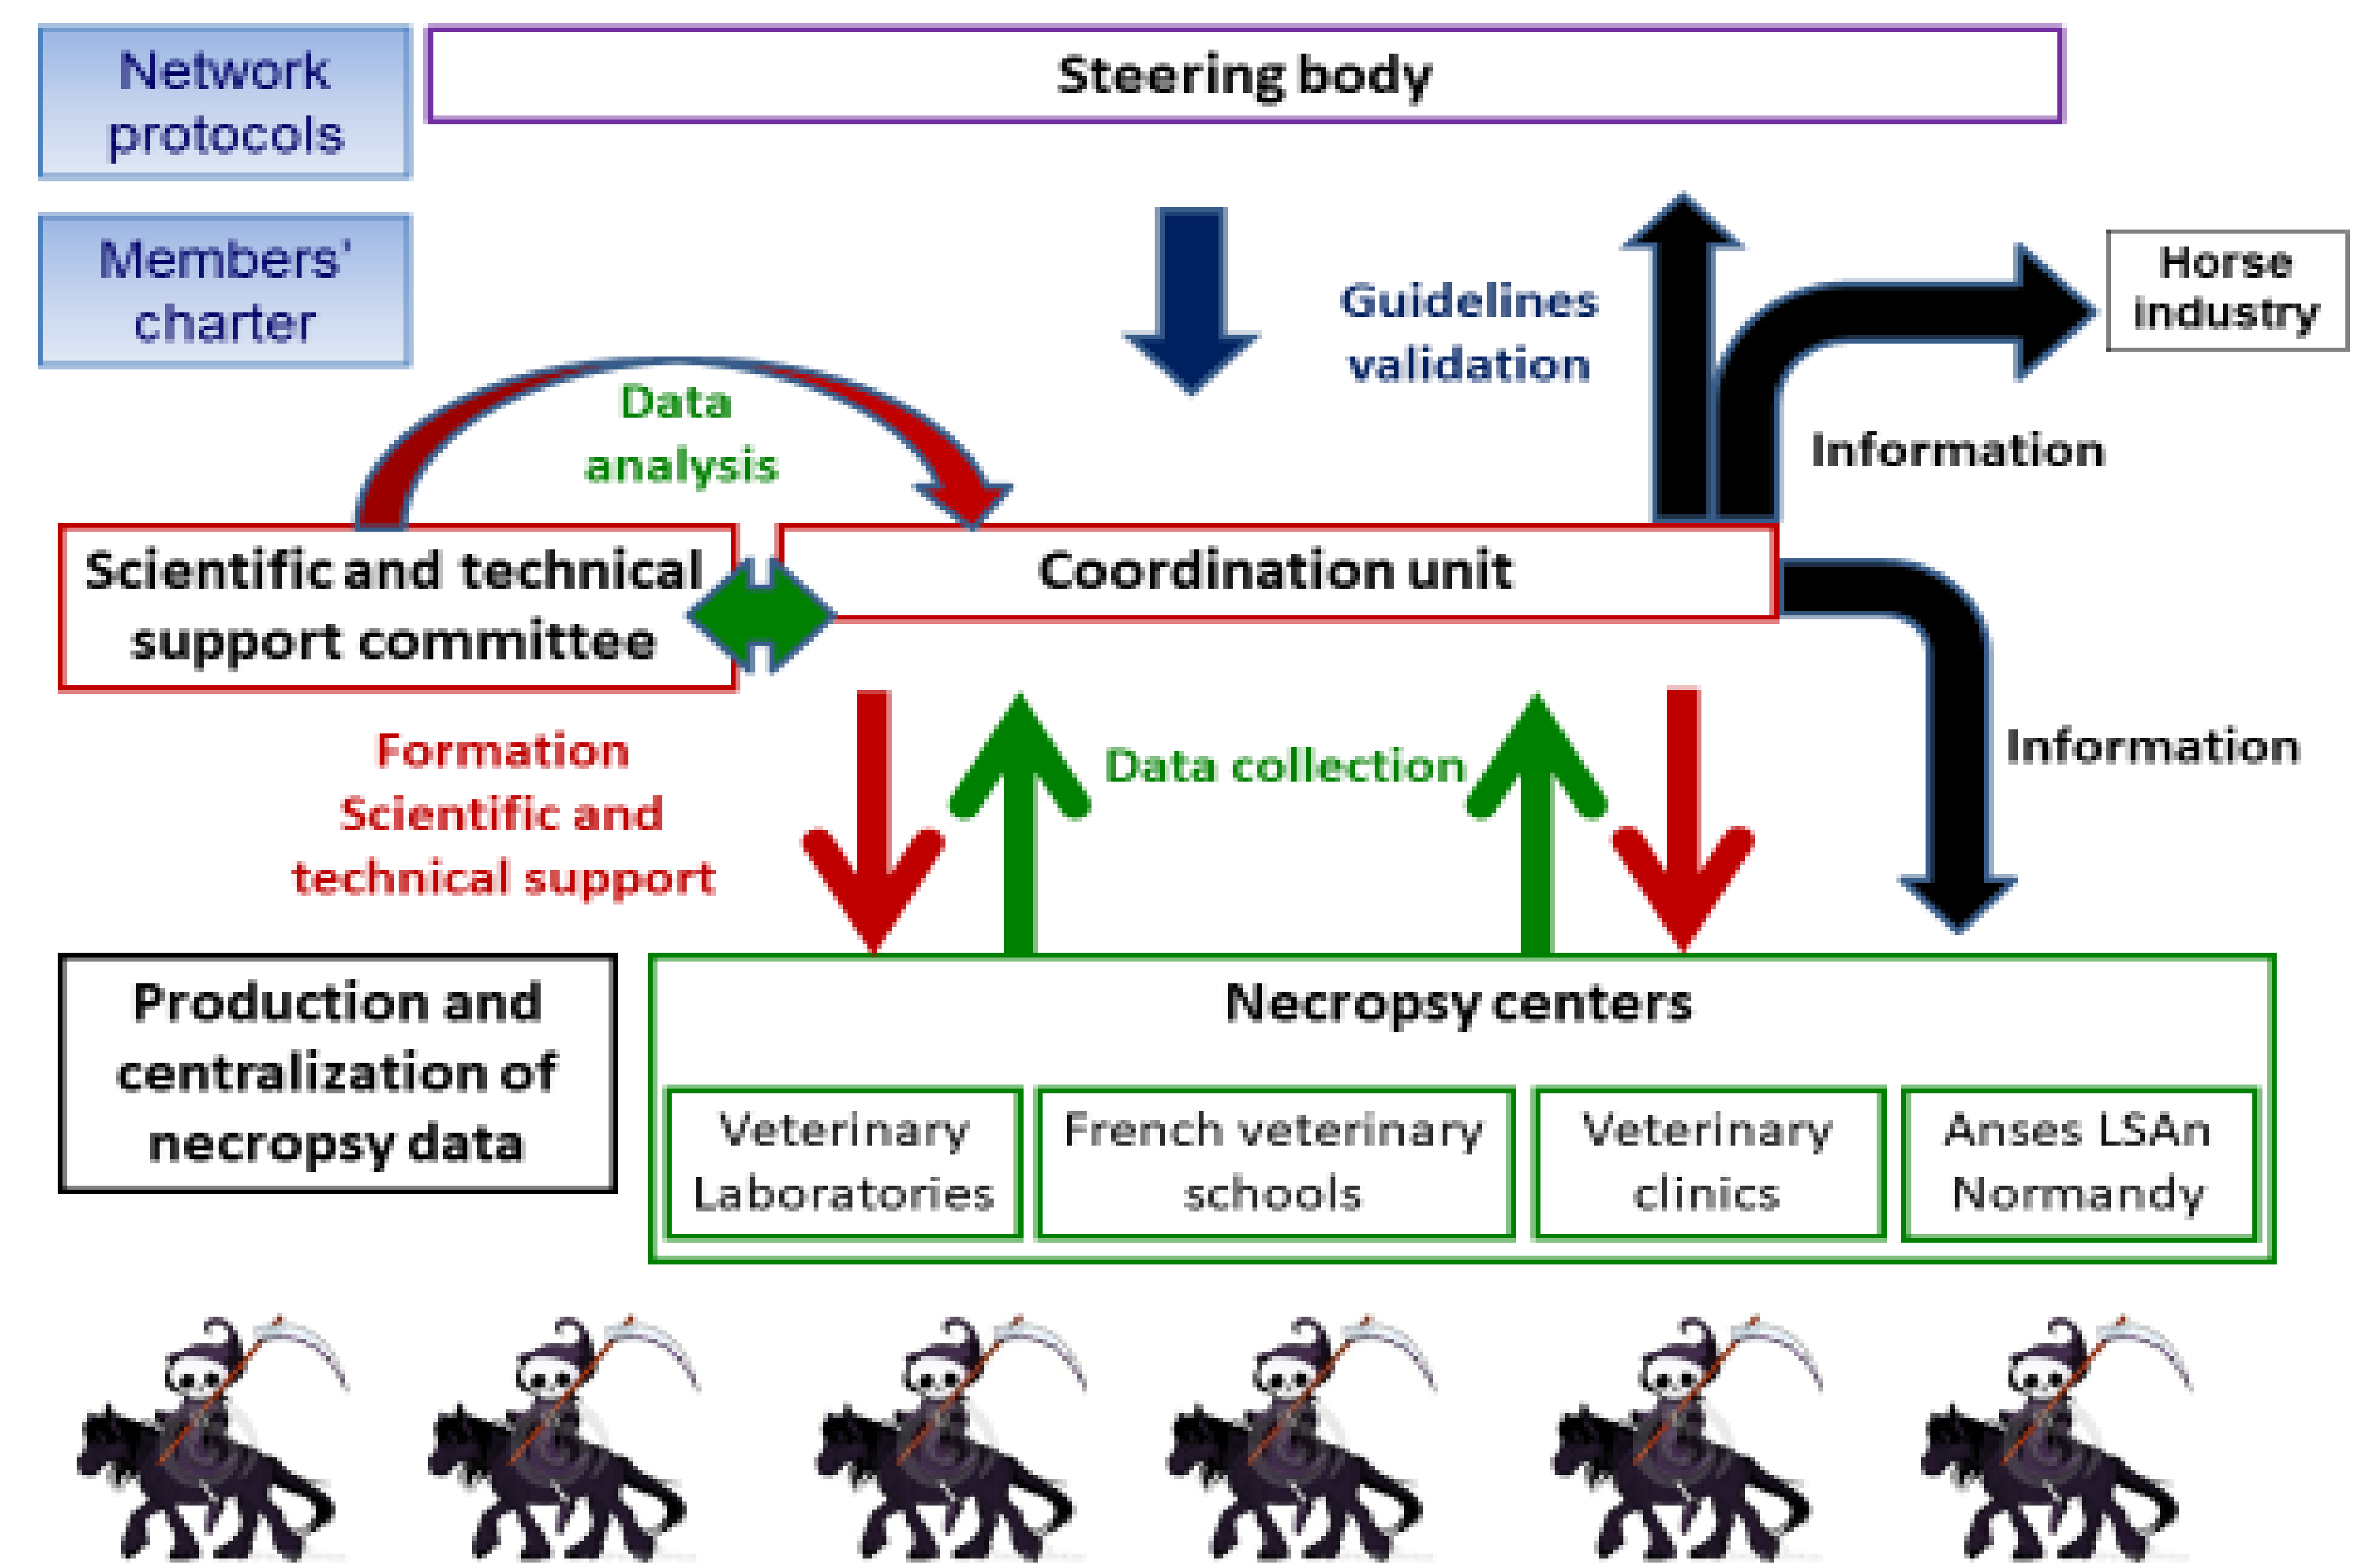 Network
protocols
Steering body
Members'
charter
Guidelines
validation
Horse
industry
Information
Data
analysis
Scientific and technical
support committee
Coordination unit
Formation
Scientific and
technical support
Data collection
Information
Production and
centralization of
necropsy data
Necropsy centers
Veterinary
Laboratories
French veterinary
schools
Veterinary
clinics
Anses LSAn
Normandy